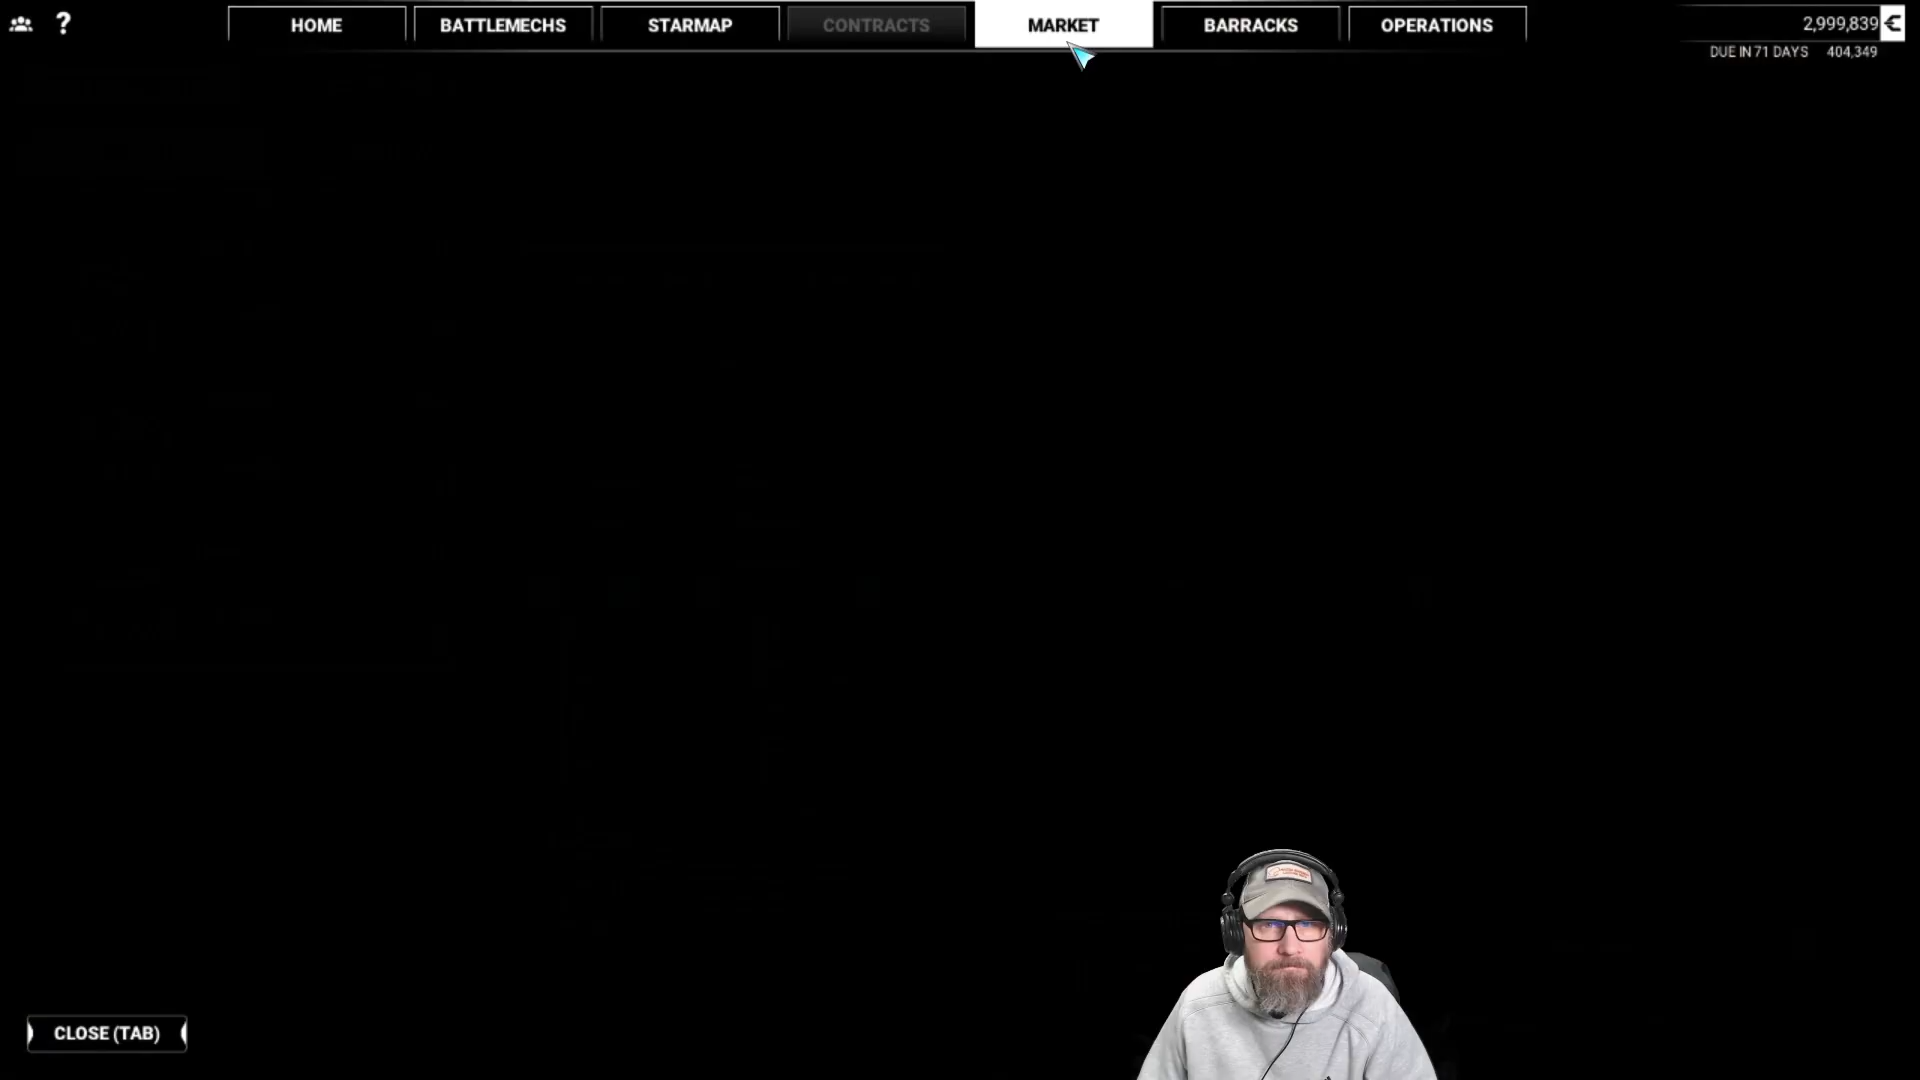 ?
HOME
BATTLEMECHS
STARMAP
CONTRACTS
MARKET
BARRACKS
OPERATIONS
2,999,839
DUE IN 71 DAYS 404,349
CLOSE (TAB)